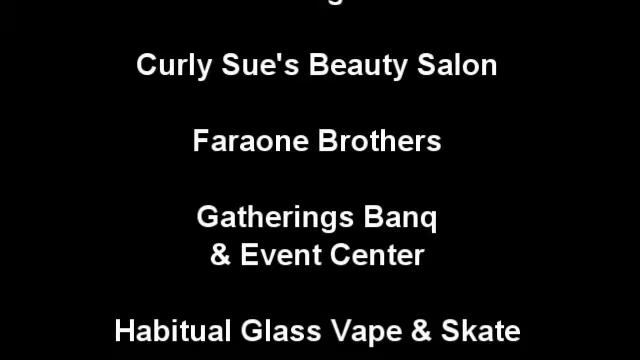 Curly Sue's Beauty Salon
Faraone Brothers
Gatherings Banq
& Event Center
Habitual Glass Vape & Skate